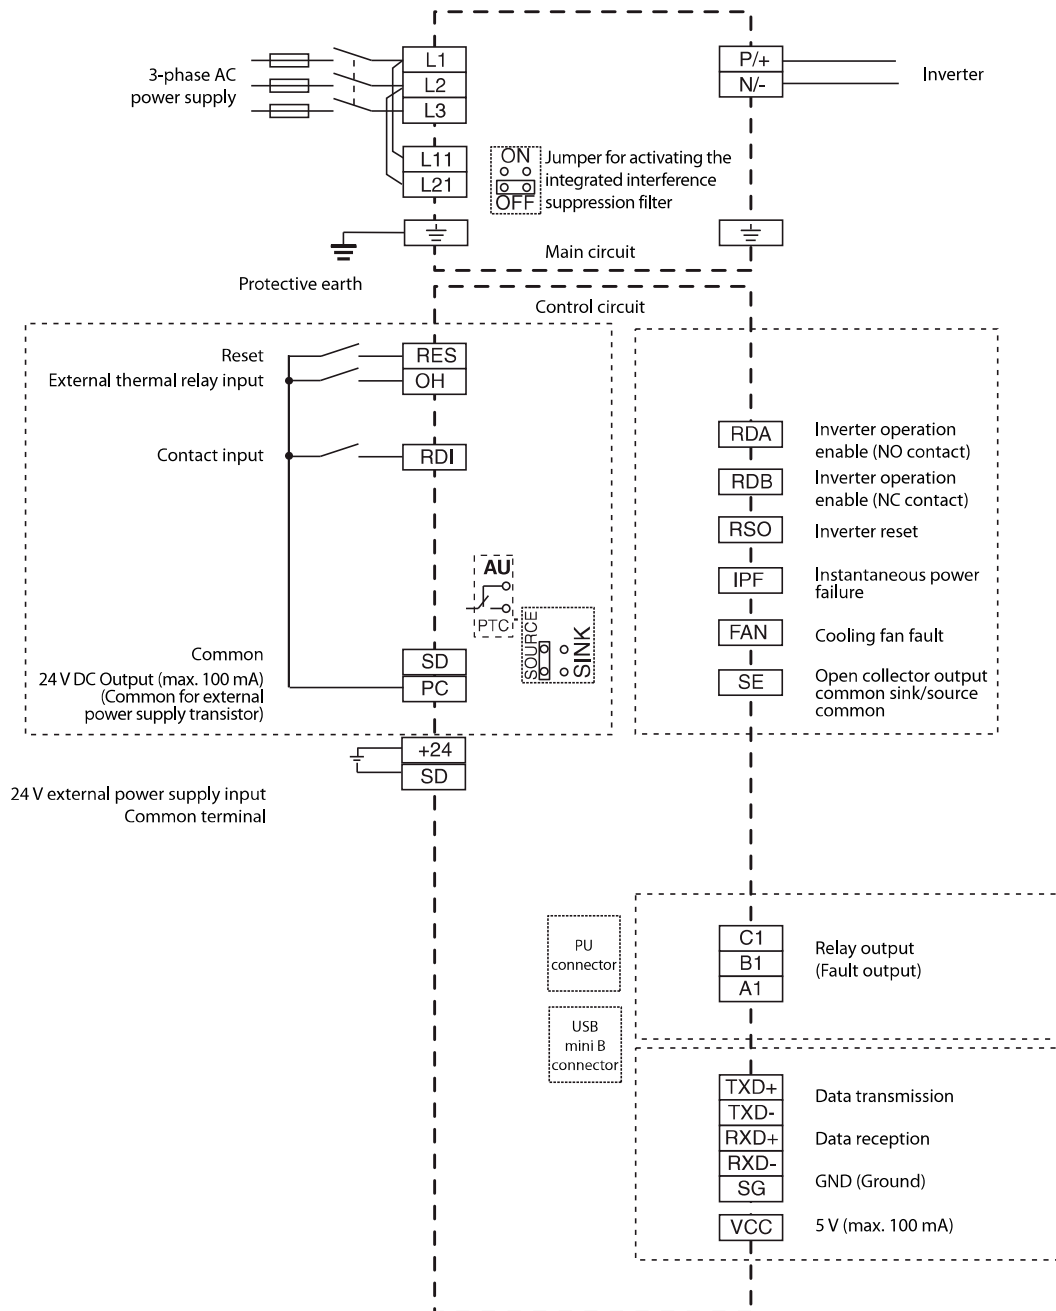 3-phase AC
power supply
L1
L2
L3
L11
L21
P/+
N/-
Inverter
ON
OFF
Jumper for activating the
integrated interference
suppression filter
Main circuit
Protective earth
Control circuit
Reset
RES
External thermal relay input
OH
Contact input
RDI
AU
PTC
SOURCE
SINK
Common
SD
24 V DC Output (max. 100 mA)
(Common for external
power supply transistor)
PC
+24
SD
24 V external power supply input
Common terminal
RDA
Inverter operation
enable (NO contact)
RDB
Inverter operation
enable (NC contact)
RSO
Inverter reset
IPF
Instantaneous power
failure
FAN
Cooling fan fault
SE
Open collector output
common sink/source
common
PU
connector
USB
mini B
connector
C1
B1
A1
Relay output
(Fault output)
TXD+
TXD-
Data transmission
RXD+
RXD-
Data reception
SG
GND (Ground)
VCC
5 V (max. 100 mA)